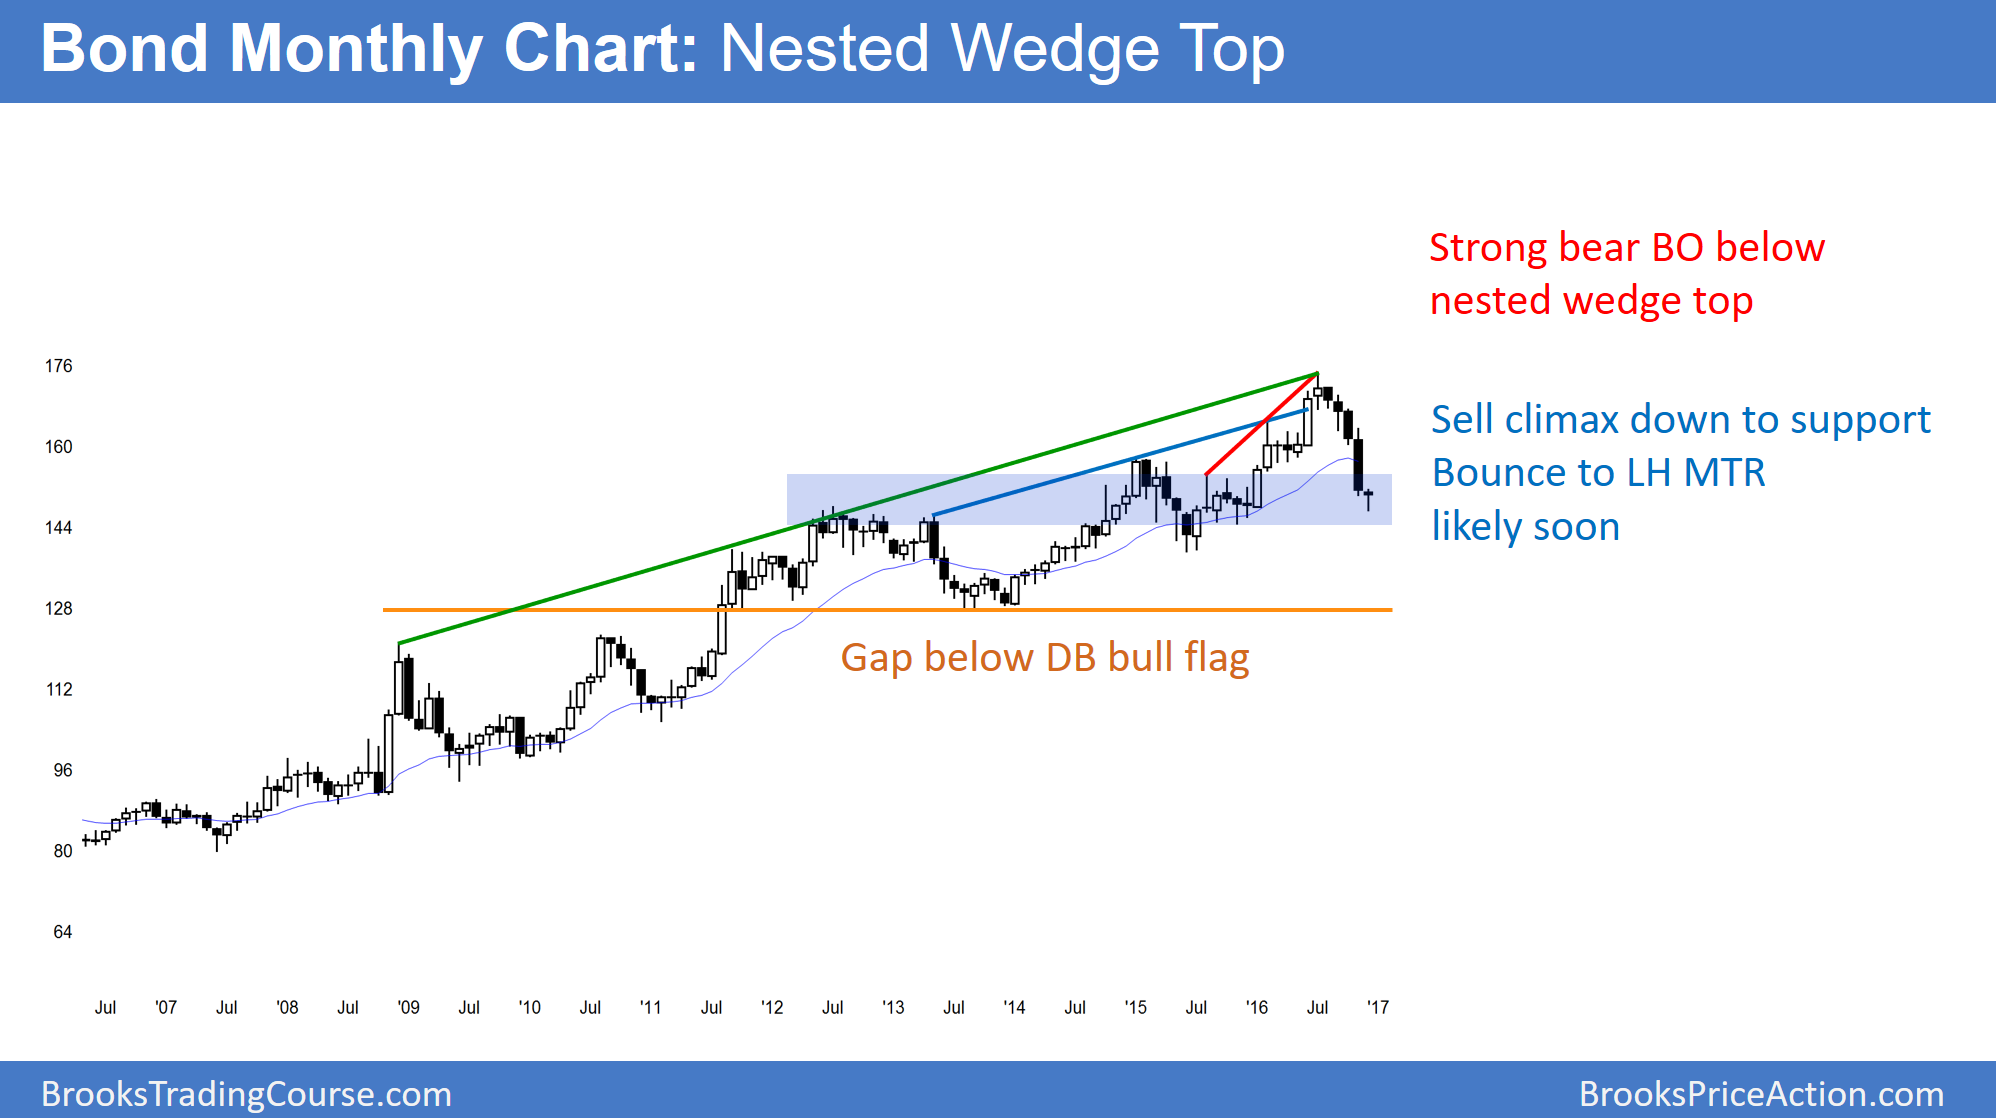 Bond Monthly Chart: Nested Wedge Top
Strong bear BO below
nested wedge top
Sell climax down to support
Bounce to LH MTR
likely soon
176
160
144
128
112
96
80
64
Gap below DB bull flag
Jul '07 Jul '08 Jul '09 Jul '10 Jul '11 Jul '12 Jul '13 Jul '14 Jul '15 Jul '16 Jul '17
BrooksTradingCourse.com
BrooksPriceAction.com